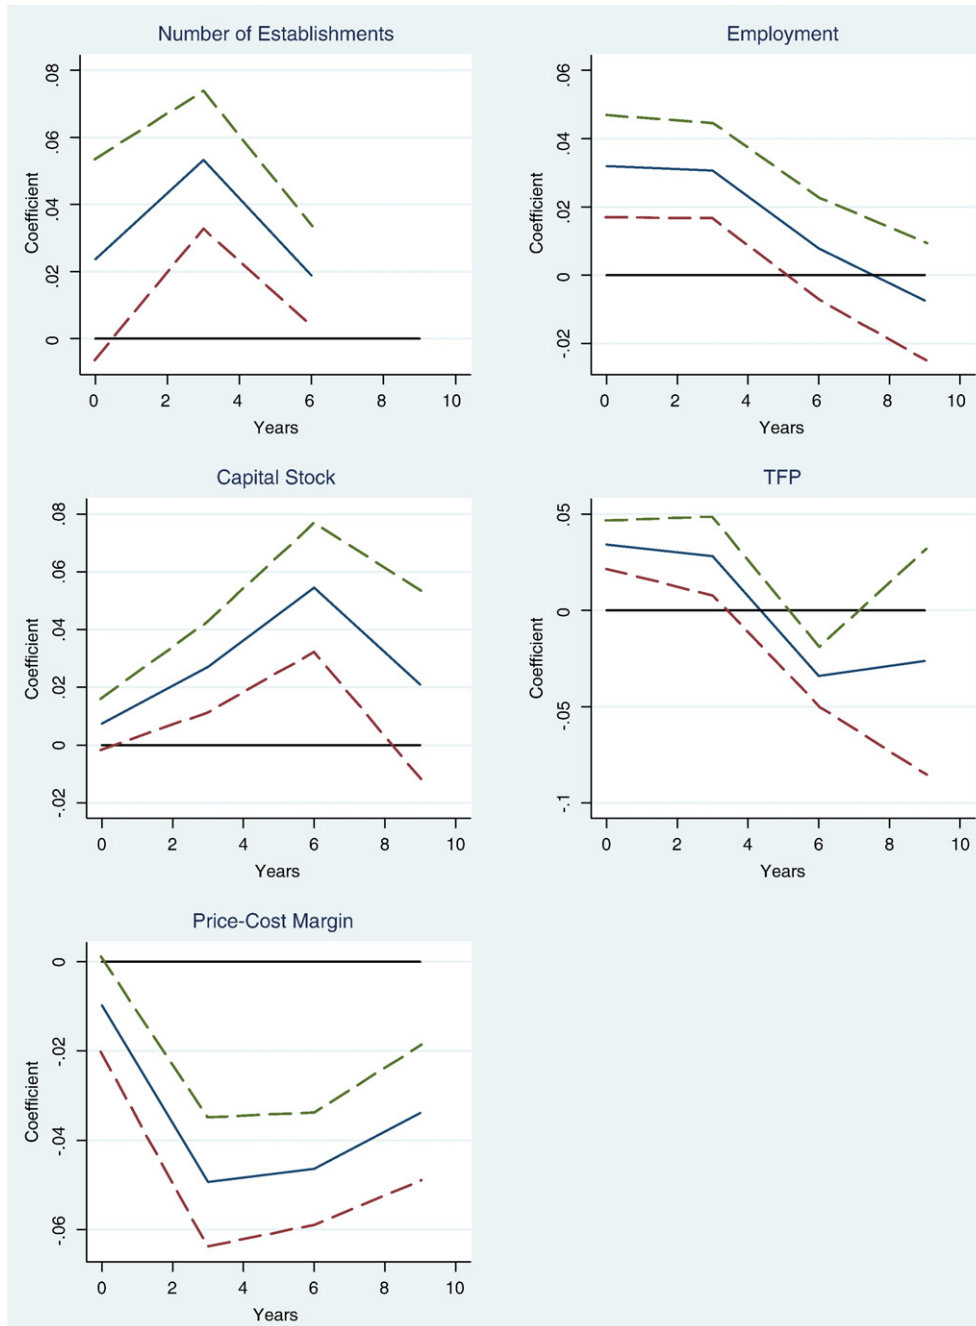 Number of Establishments
Coefficient
.08
.06
.04
.02
0
0 2 4 6 8 10
Years
Employment
Coefficient
.06
.04
.02
0
-.02
0 2 4 6 8 10
Years
Capital Stock
Coefficient
.08
.06
.04
.02
0
-.02
0 2 4 6 8 10
Years
TFP
Coefficient
.05
0
-.05
-.1
0 2 4 6 8 10
Years
Price-Cost Margin
Coefficient
0
-.02
-.04
-.06
0 2 4 6 8 10
Years